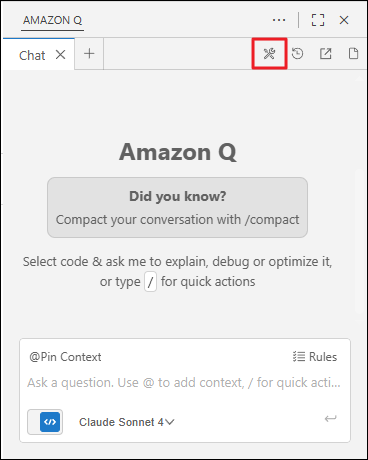 AMAZON Q
Chat
Amazon Q
Did you know?
Compact your conversation with /compact
Select code & ask me to explain, debug or optimize it,
or type / for quick actions
@Pin Context Rules
Ask a question. Use @ to add context, / for quick acti...
Claude Sonnet 4